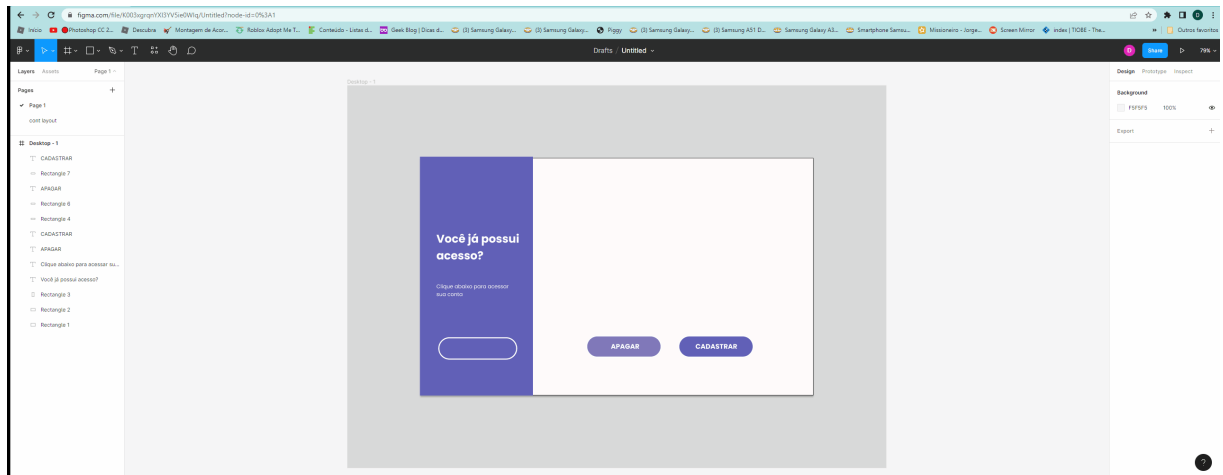 figma.com/file/K003xgrqnYXI3YV5ie0Wlq/Untitled?node-id=0%3A1
Início
Photoshop CC 2...
Descubra
Montagem de Acor...
Roblox Adopt Me T...
Conteúdo - Listas d...
Geek Blog | Dicas d...
(3) Samsung Galaxy...
(3) Samsung Galaxy...
Piggy
(3) Samsung Galaxy...
(3) Samsung A51 D...
Samsung Galaxy A3...
Smartphone Samsu...
Missioneiro - Jorge...
Screen Mirror
index | TIOBE - The...
»
Outros favoritos
Drafts / Untitled
D
Share
79%
Layers Assets Page 1
Pages
Page 1
cont layout
Desktop - 1
CADASTRAR
Rectangle 7
APAGAR
Rectangle 6
Rectangle 4
CADASTRAR
APAGAR
Clique abaixo para acessar su...
Você já possui acesso?
Rectangle 3
Rectangle 2
Rectangle 1
Desktop - 1
Você já possui
acesso?
Clique abaixo para acessar
sua conta
APAGAR
CADASTRAR
Design Prototype Inspect
Background
F5F5F5 100%
Export
?